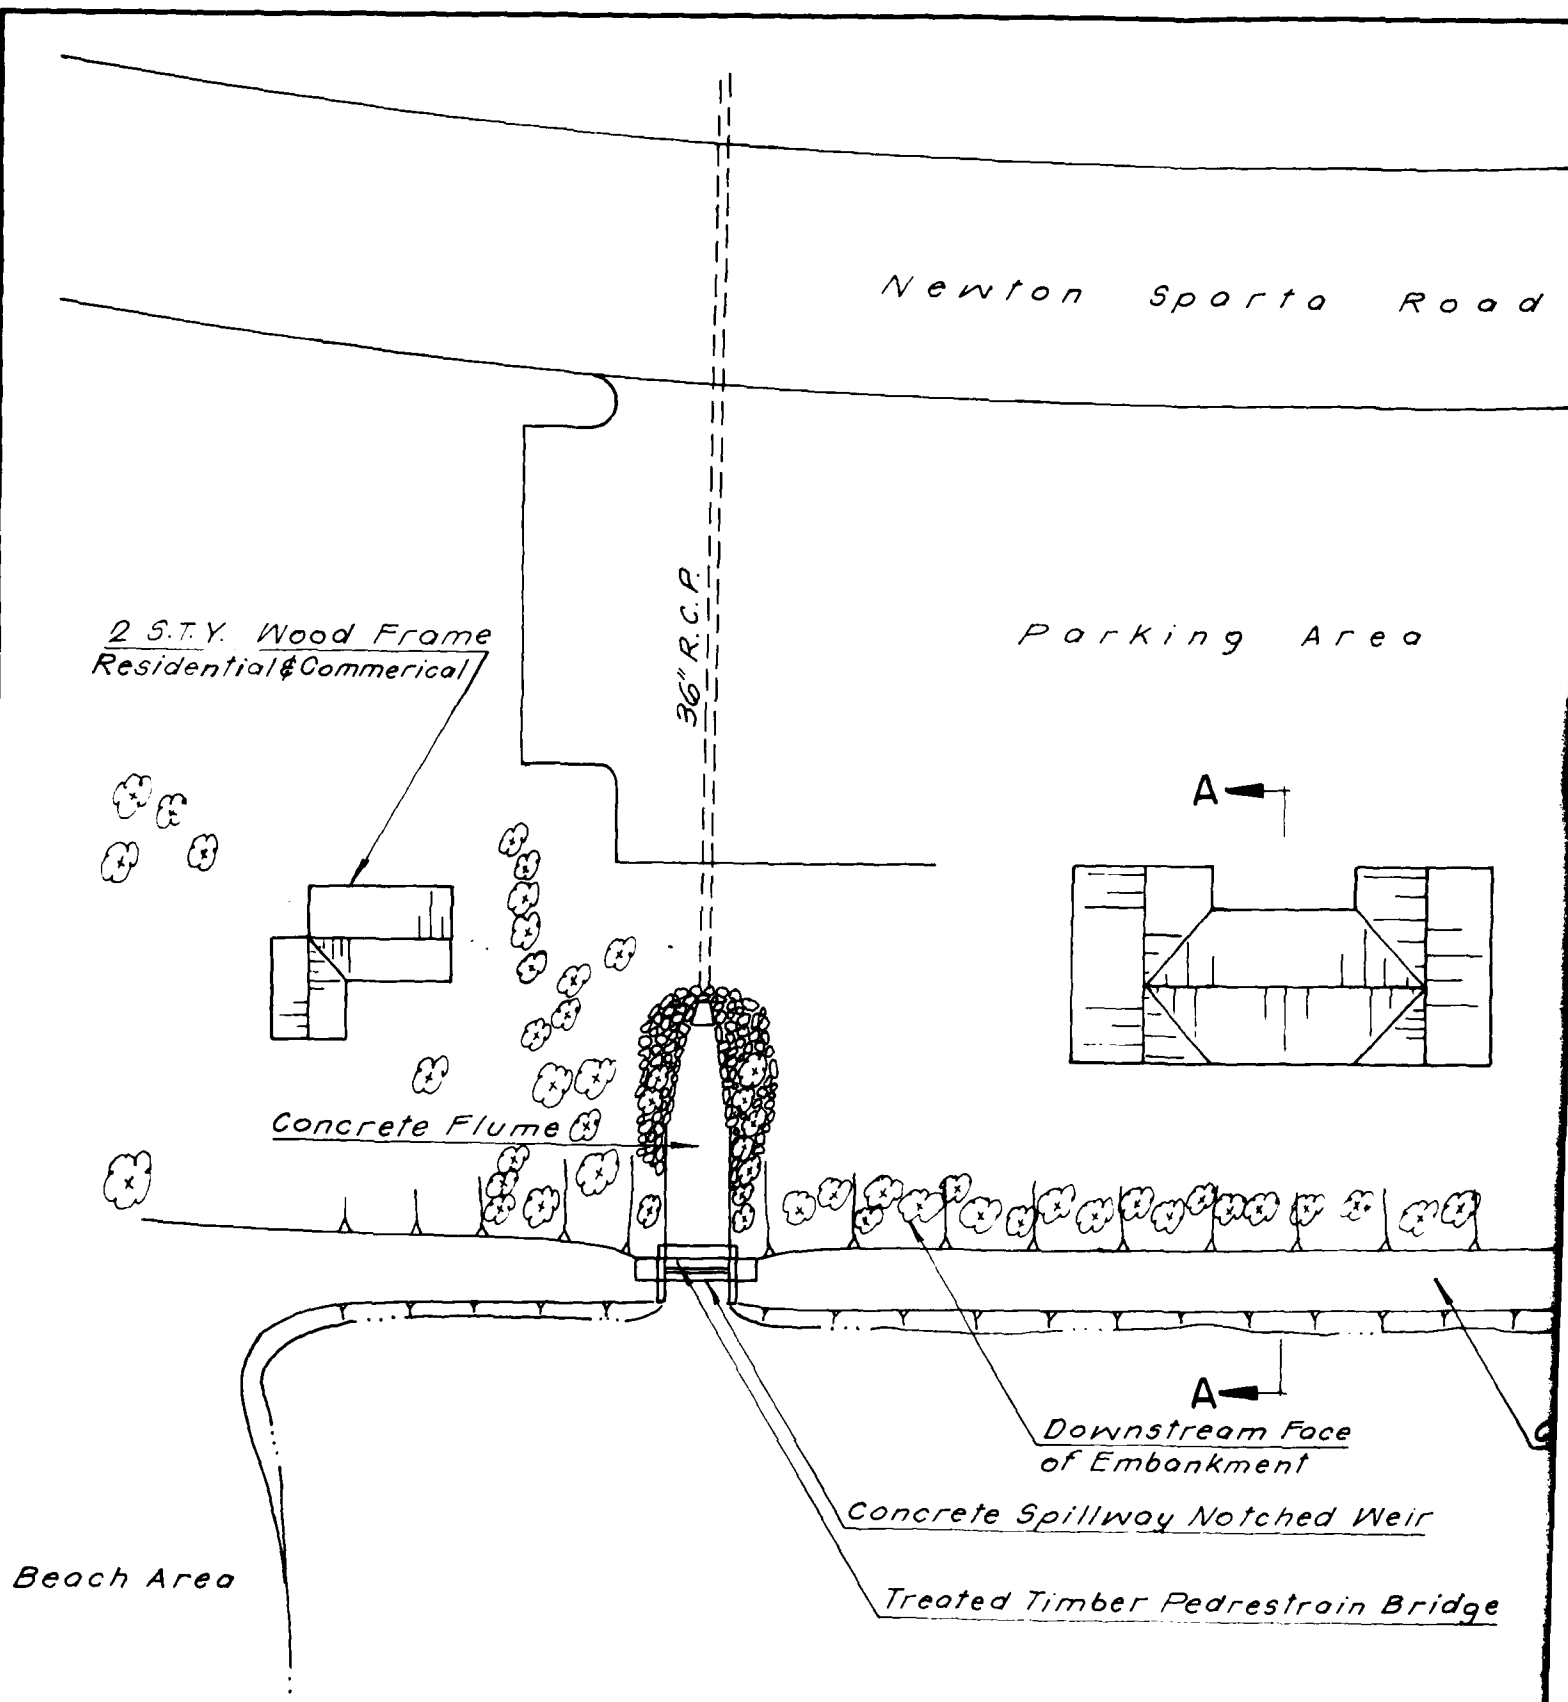 Newton Sparta Road
36" R.C.P.
2 S.T.Y. Wood Frame
Residential & Commerical
Parking Area
A
Concrete Flume
A
Downstream Face
of Embankment
Concrete Spillway Notched Weir
Beach Area
Treated Timber Pedrestrain Bridge